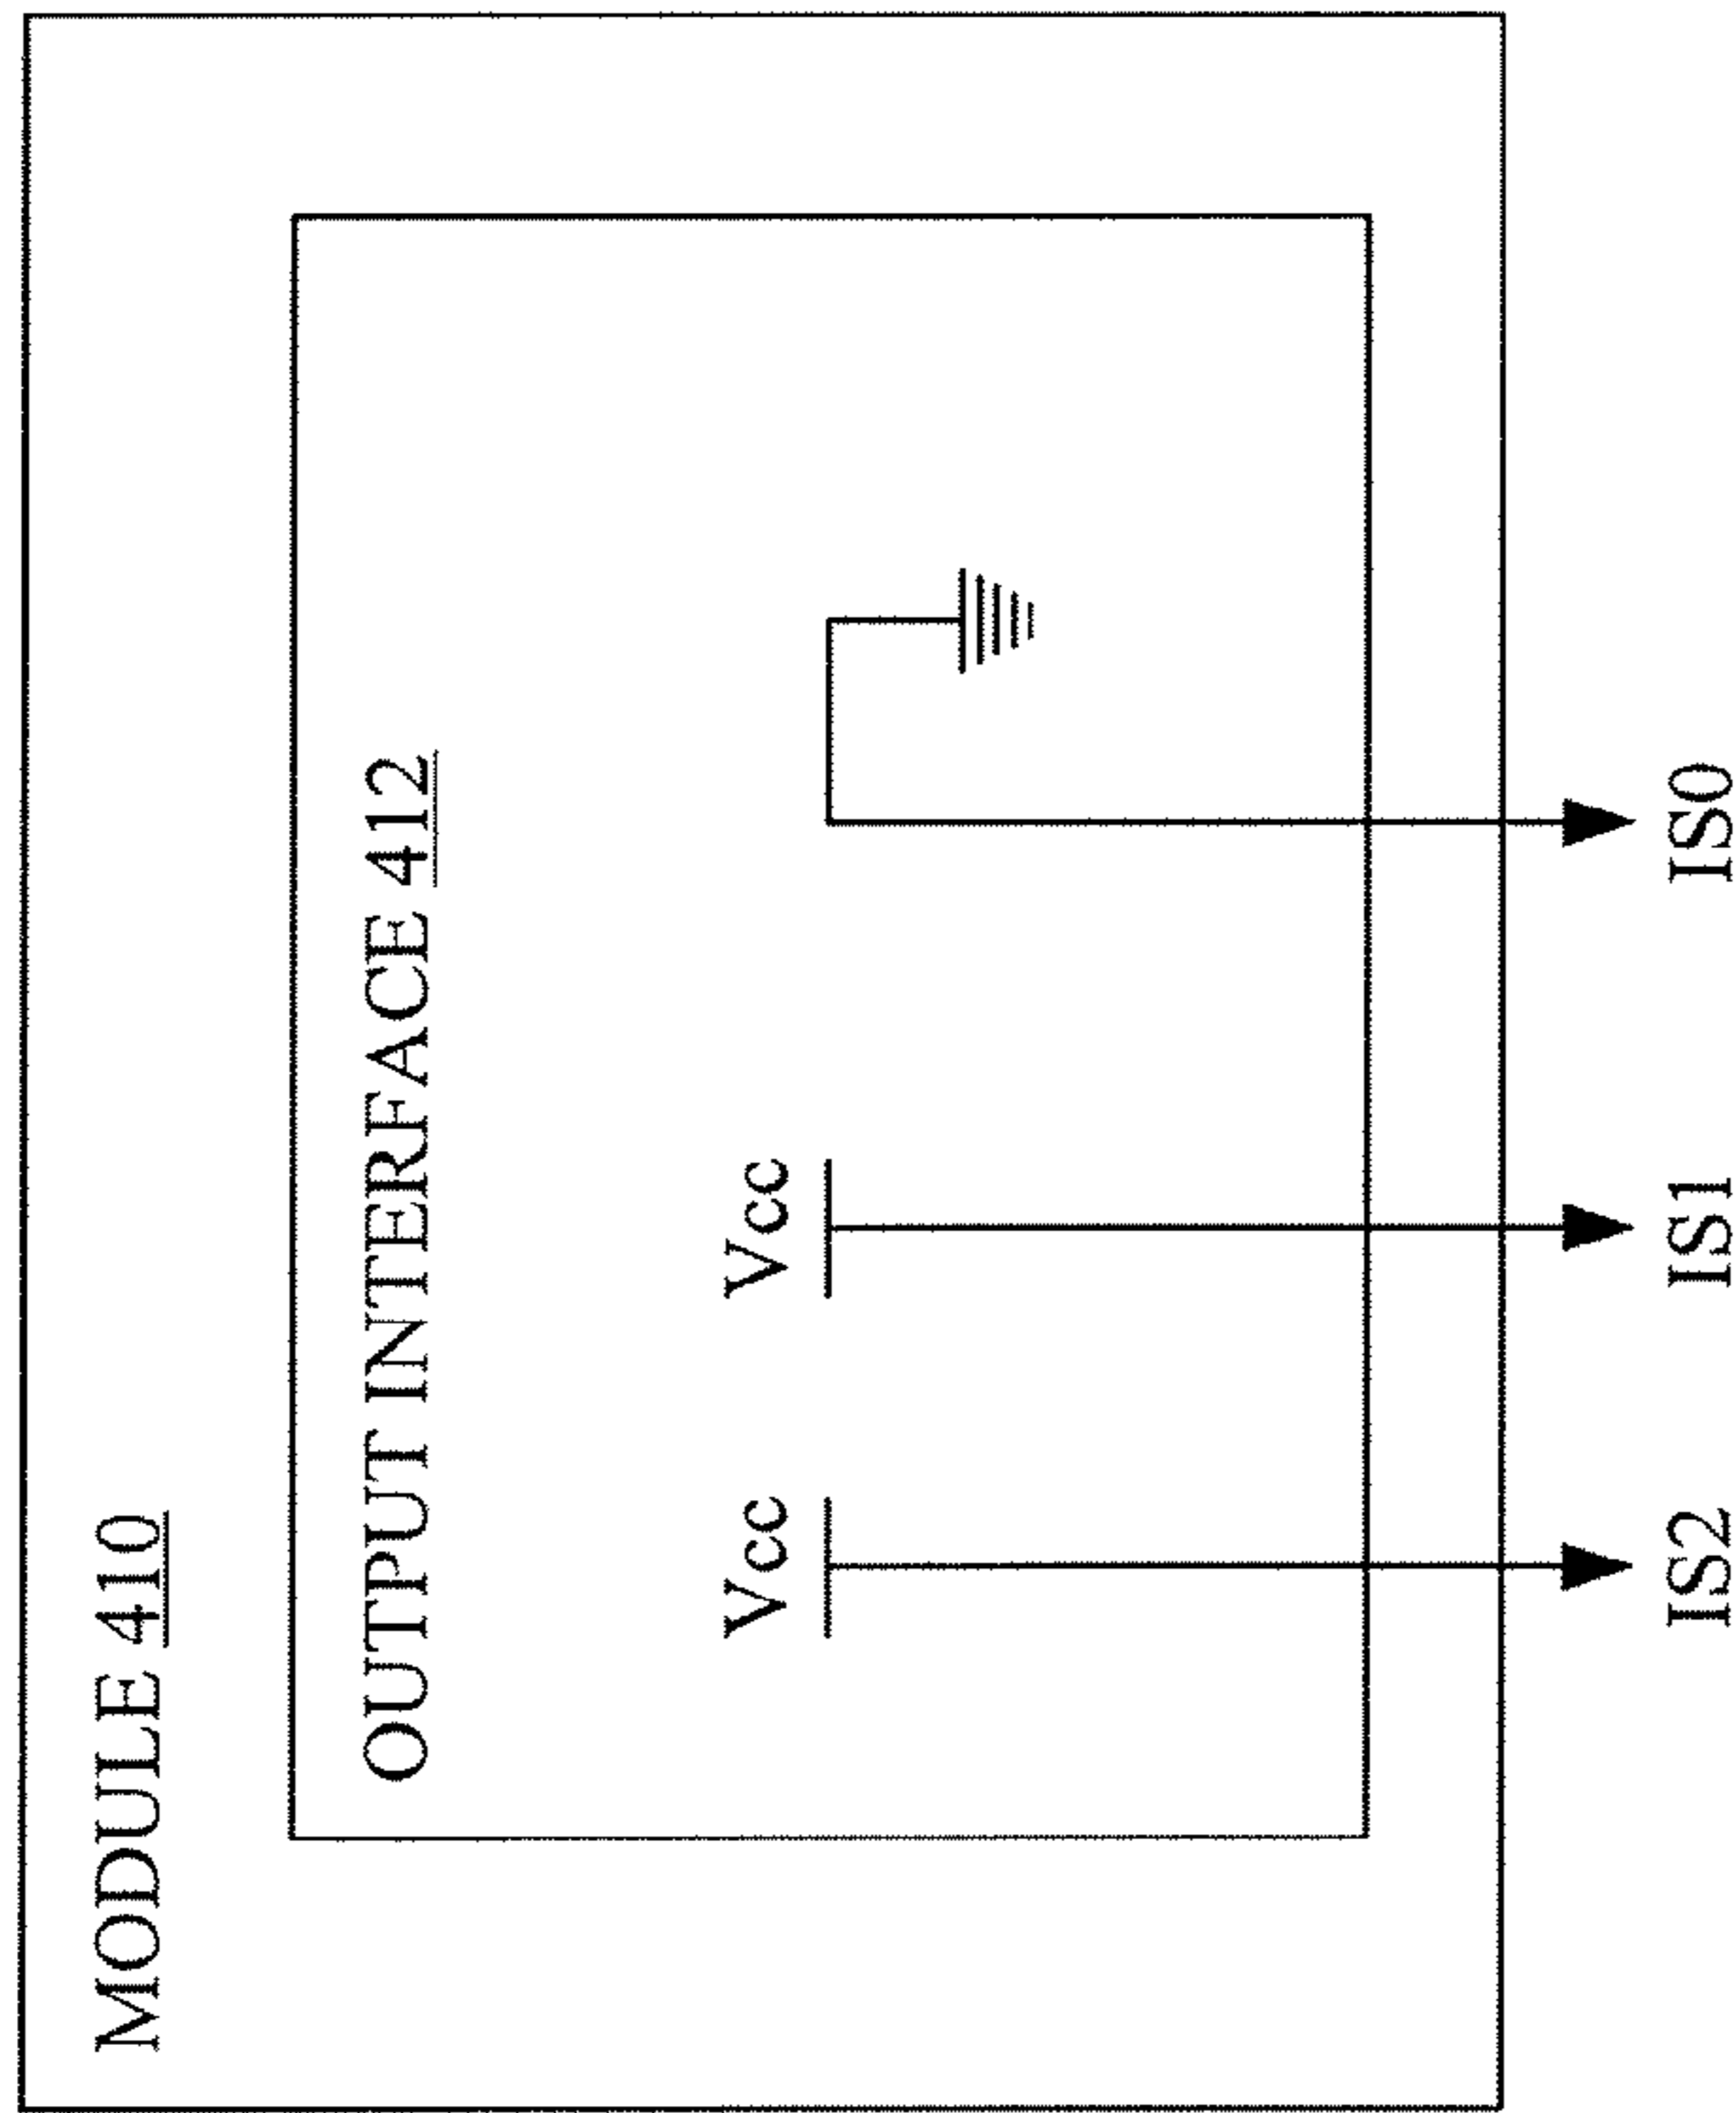 MODULE 410
OUTPUT INTERFACE 412
Vcc
Vcc
IS2
IS1
IS0